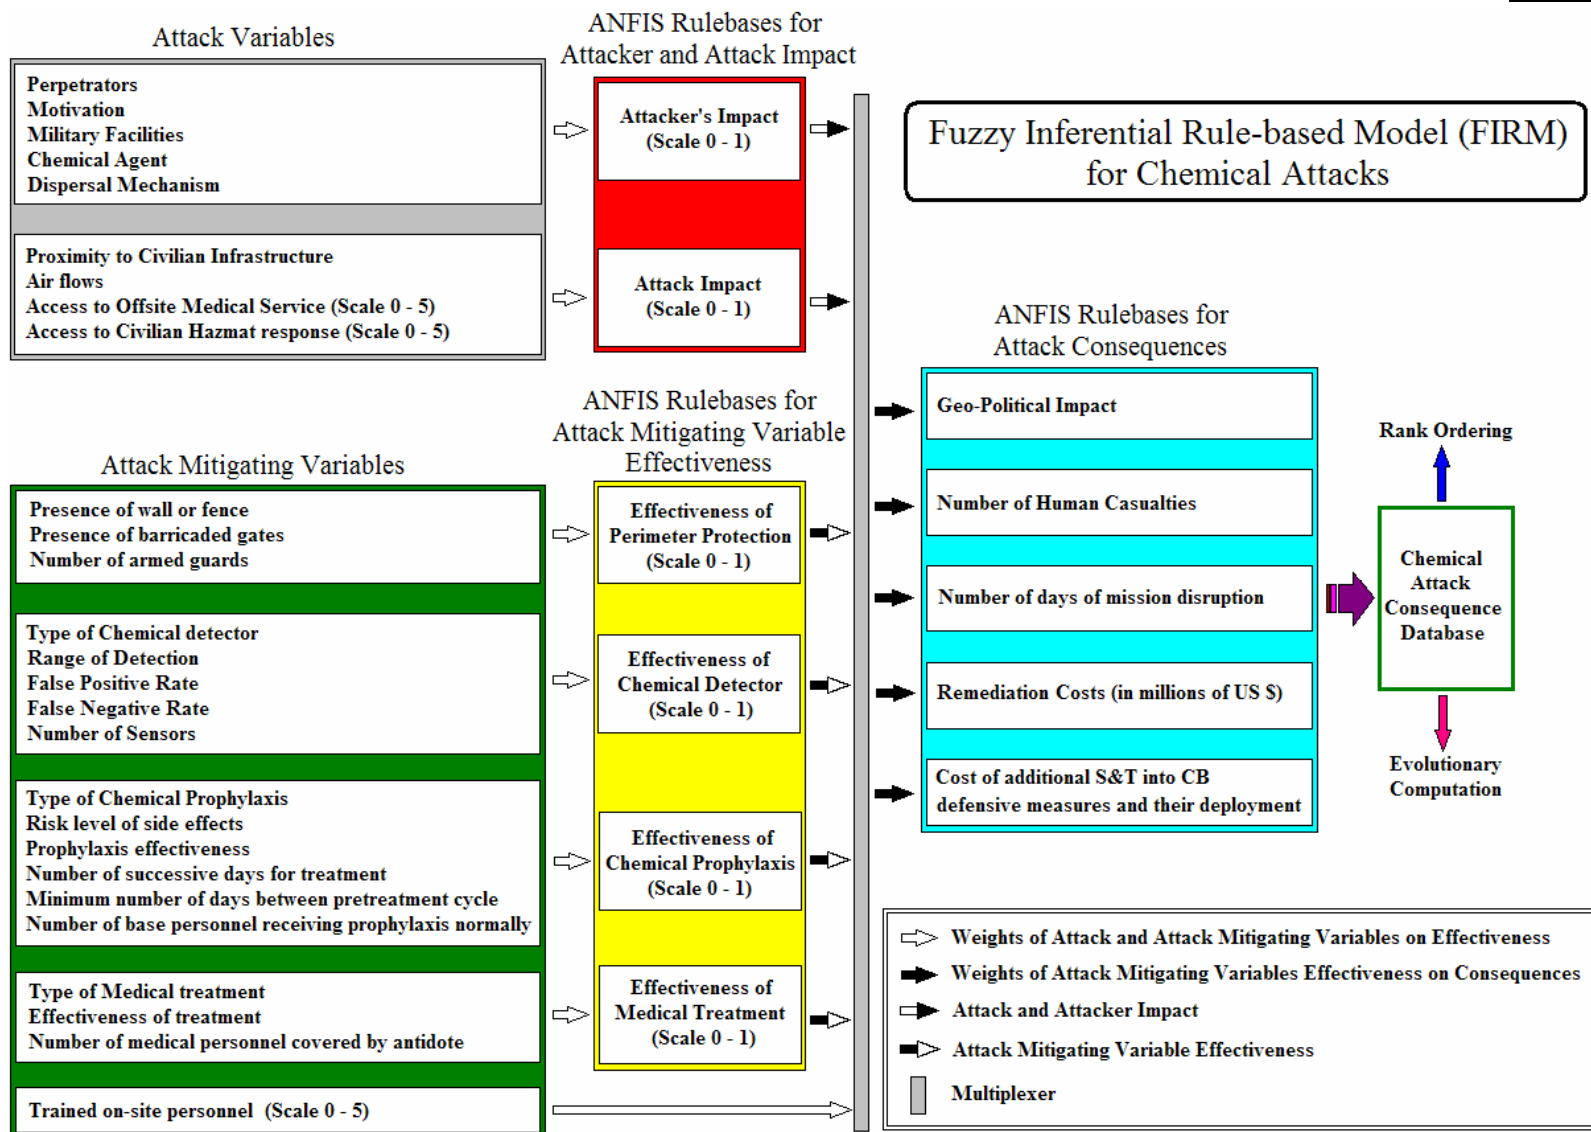 Attack Variables
Perpetrators
Motivation
Military Facilities
Chemical Agent
Dispersal Mechanism
Proximity to Civilian Infrastructure
Air flows
Access to Offsite Medical Service (Scale 0 - 5)
Access to Civilian Hazmat response (Scale 0 - 5)
ANFIS Rulebases for
Attacker and Attack Impact
Attacker's Impact
(Scale 0 - 1)
Attack Impact
(Scale 0 - 1)
Fuzzy Inferential Rule-based Model (FIRM)
for Chemical Attacks
Attack Mitigating Variables
Presence of wall or fence
Presence of barricaded gates
Number of armed guards
Type of Chemical detector
Range of Detection
False Positive Rate
False Negative Rate
Number of Sensors
Type of Chemical Prophylaxis
Risk level of side effects
Prophylaxis effectiveness
Number of successive days for treatment
Minimum number of days between pretreatment cycle
Number of base personnel receiving prophylaxis normally
Type of Medical treatment
Effectiveness of treatment
Number of medical personnel covered by antidote
Trained on-site personnel (Scale 0 - 5)
ANFIS Rulebases for
Attack Mitigating Variable
Effectiveness
Effectiveness of
Perimeter Protection
(Scale 0 - 1)
Effectiveness of
Chemical Detector
(Scale 0 - 1)
Effectiveness of
Chemical Prophylaxis
(Scale 0 - 1)
Effectiveness of
Medical Treatment
(Scale 0 - 1)
ANFIS Rulebases for
Attack Consequences
Geo-Political Impact
Number of Human Casualties
Number of days of mission disruption
Remediation Costs (in millions of US $)
Cost of additional S&T into CB
defensive measures and their deployment
Rank Ordering
Chemical
Attack
Consequence
Database
Evolutionary
Computation
Weights of Attack and Attack Mitigating Variables on Effectiveness
Weights of Attack Mitigating Variables Effectiveness on Consequences
Attack and Attacker Impact
Attack Mitigating Variable Effectiveness
Multiplexer